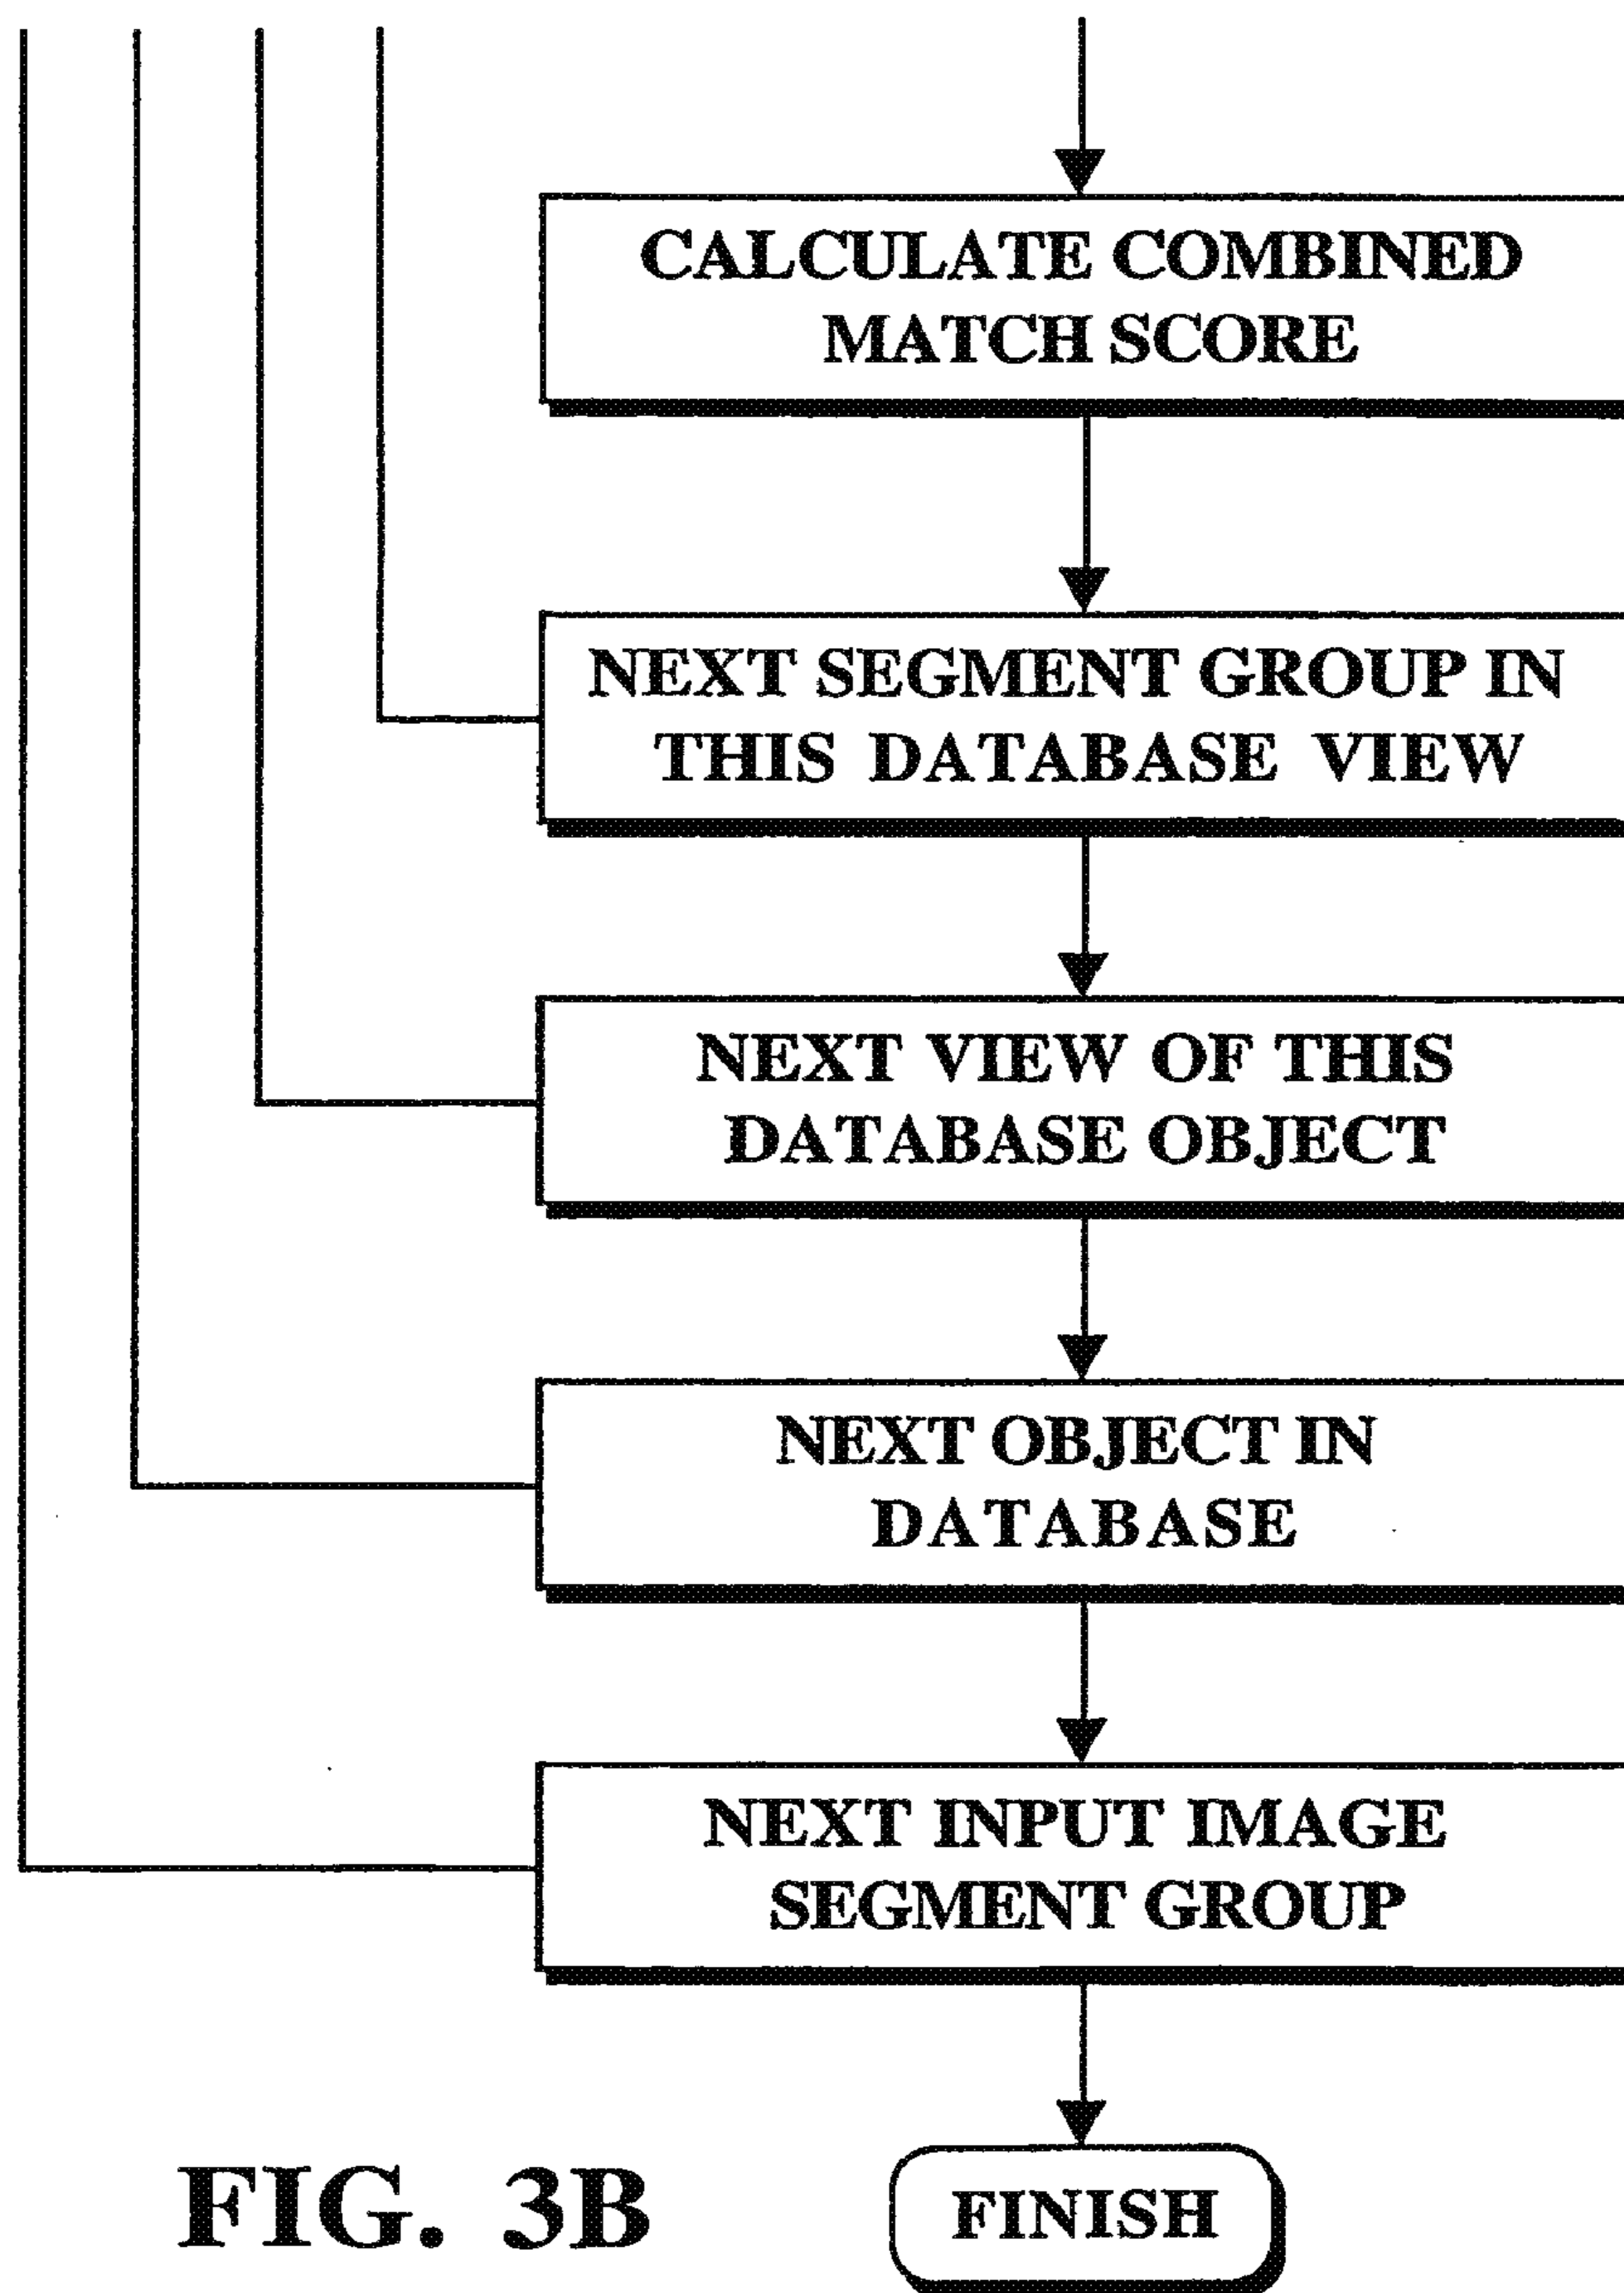 CALCULATE COMBINED
MATCH SCORE
NEXT SEGMENT GROUP IN
THIS DATABASE VIEW
NEXT VIEW OF THIS
DATABASE OBJECT
NEXT OBJECT IN
DATABASE
NEXT INPUT IMAGE
SEGMENT GROUP
FINISH
FIG. 3B